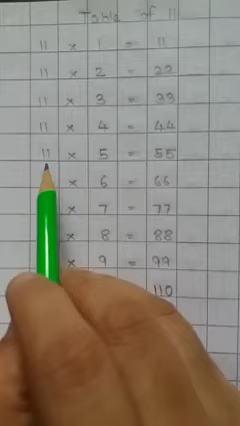 Table of 11
11 × 1 = 11
11 × 2 = 22
11 × 3 = 33
11 × 4 = 44
11 × 5 = 55
× 6 = 66
× 7 = 77
× 8 = 88
× 9 = 99
110